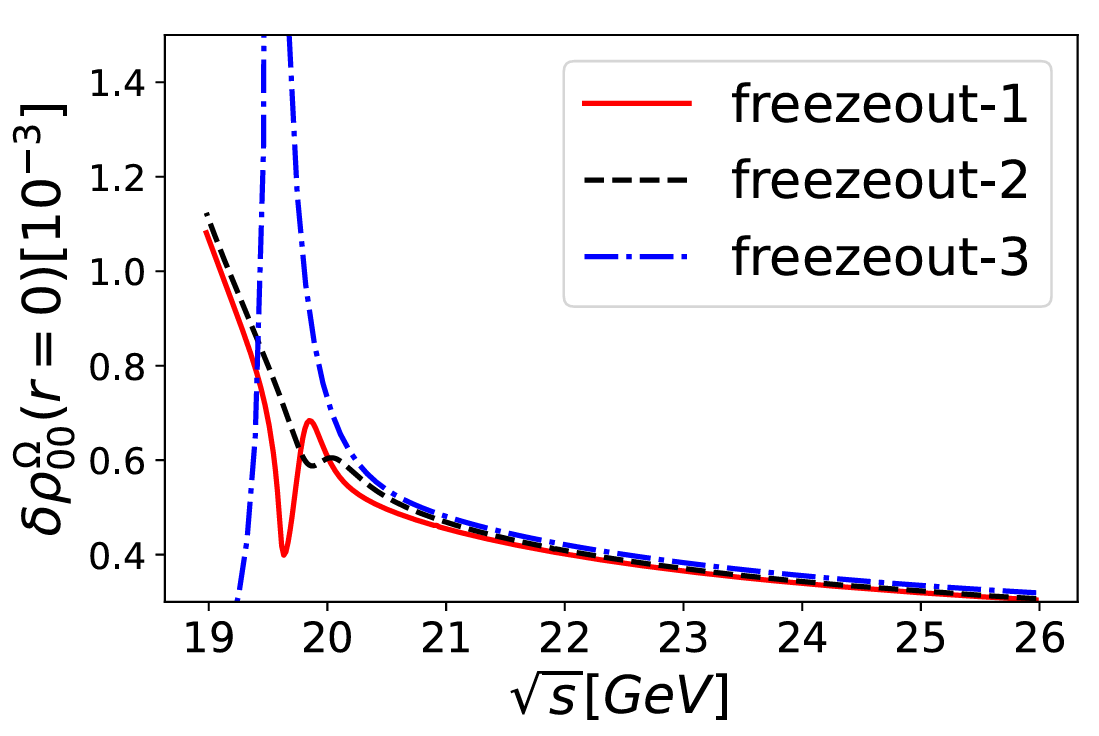 δρ^Ω_00(r = 0)[10^−3]
1.4
1.2
1.0
0.8
0.6
0.4
freezeout-1
freezeout-2
freezeout-3
19 20 21 22 23 24 25 26
√s[GeV]